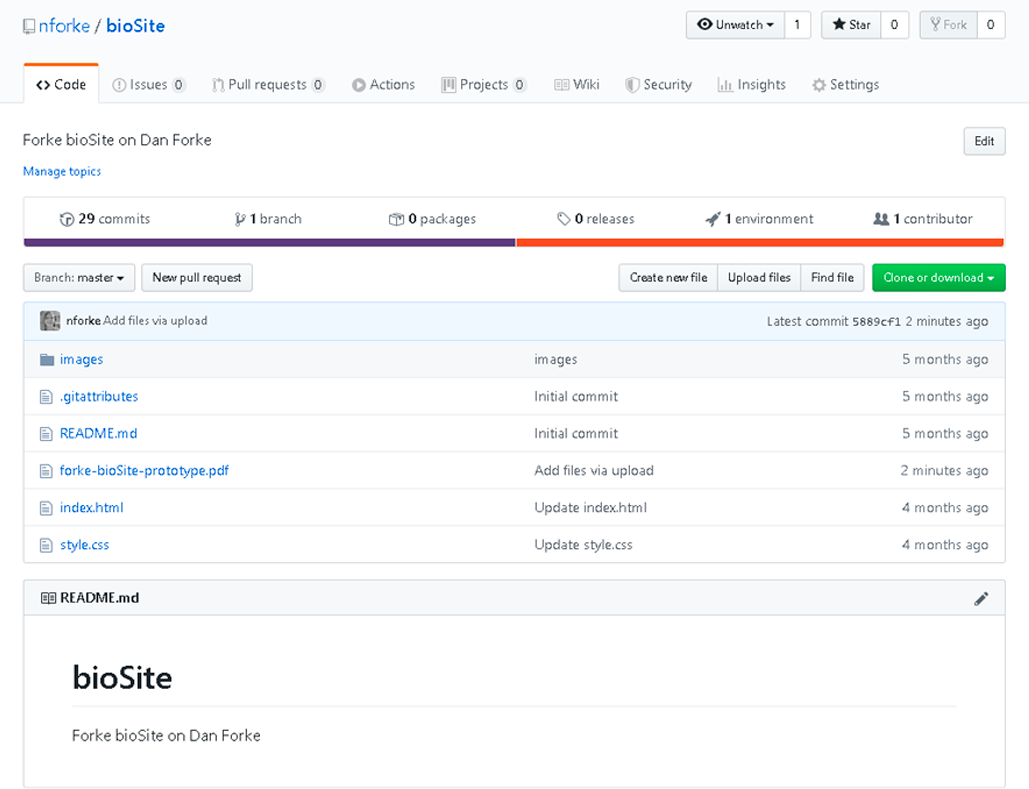 nforke / bioSite Unwatch 1 Star 0 Fork 0
Code Issues 0 Pull requests 0 Actions Projects 0 Wiki Security Insights Settings
Forke bioSite on Dan Forke Edit
Manage topics
29 commits 1 branch 0 packages 0 releases 1 environment 1 contributor
Branch: master New pull request Create new file Upload files Find file Clone or download
nforke Add files via upload Latest commit 5889cf1 2 minutes ago
images images 5 months ago
.gitattributes Initial commit 5 months ago
README.md Initial commit 5 months ago
forke-bioSite-prototype.pdf Add files via upload 2 minutes ago
index.html Update index.html 4 months ago
style.css Update style.css 4 months ago
README.md
bioSite
Forke bioSite on Dan Forke